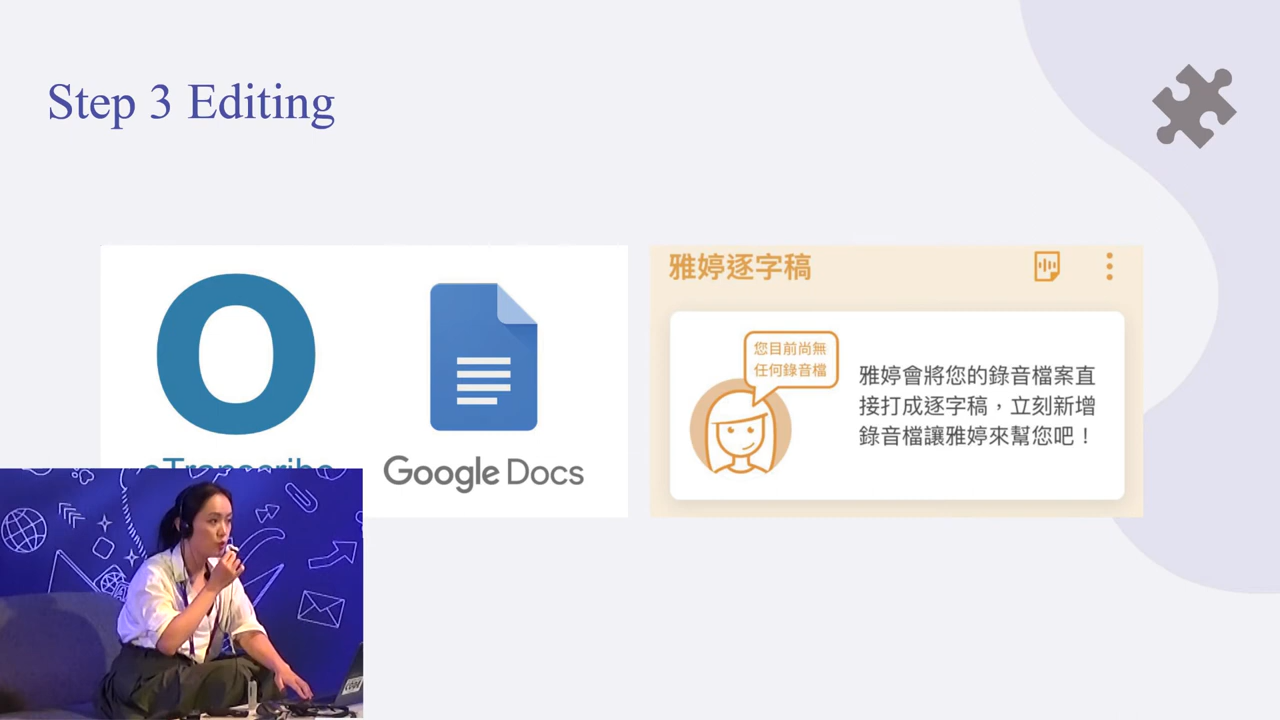 Step 3 Editing
Google Docs
雅婷逐字稿
您目前尚無
任何錄音檔
雅婷會將您的錄音檔案直
接打成逐字稿，立刻新增
錄音檔讓雅婷來幫您吧！